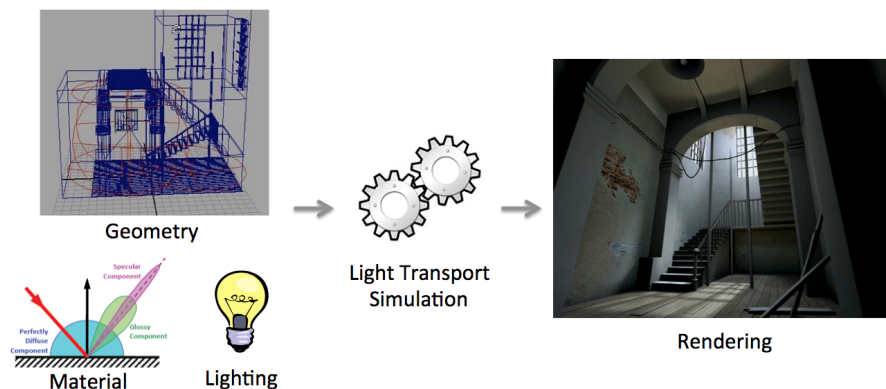 Geometry
Specular
Component
Glossy
Component
Perfectly
Diffuse
Component
Material
Lighting
Light Transport
Simulation
Rendering